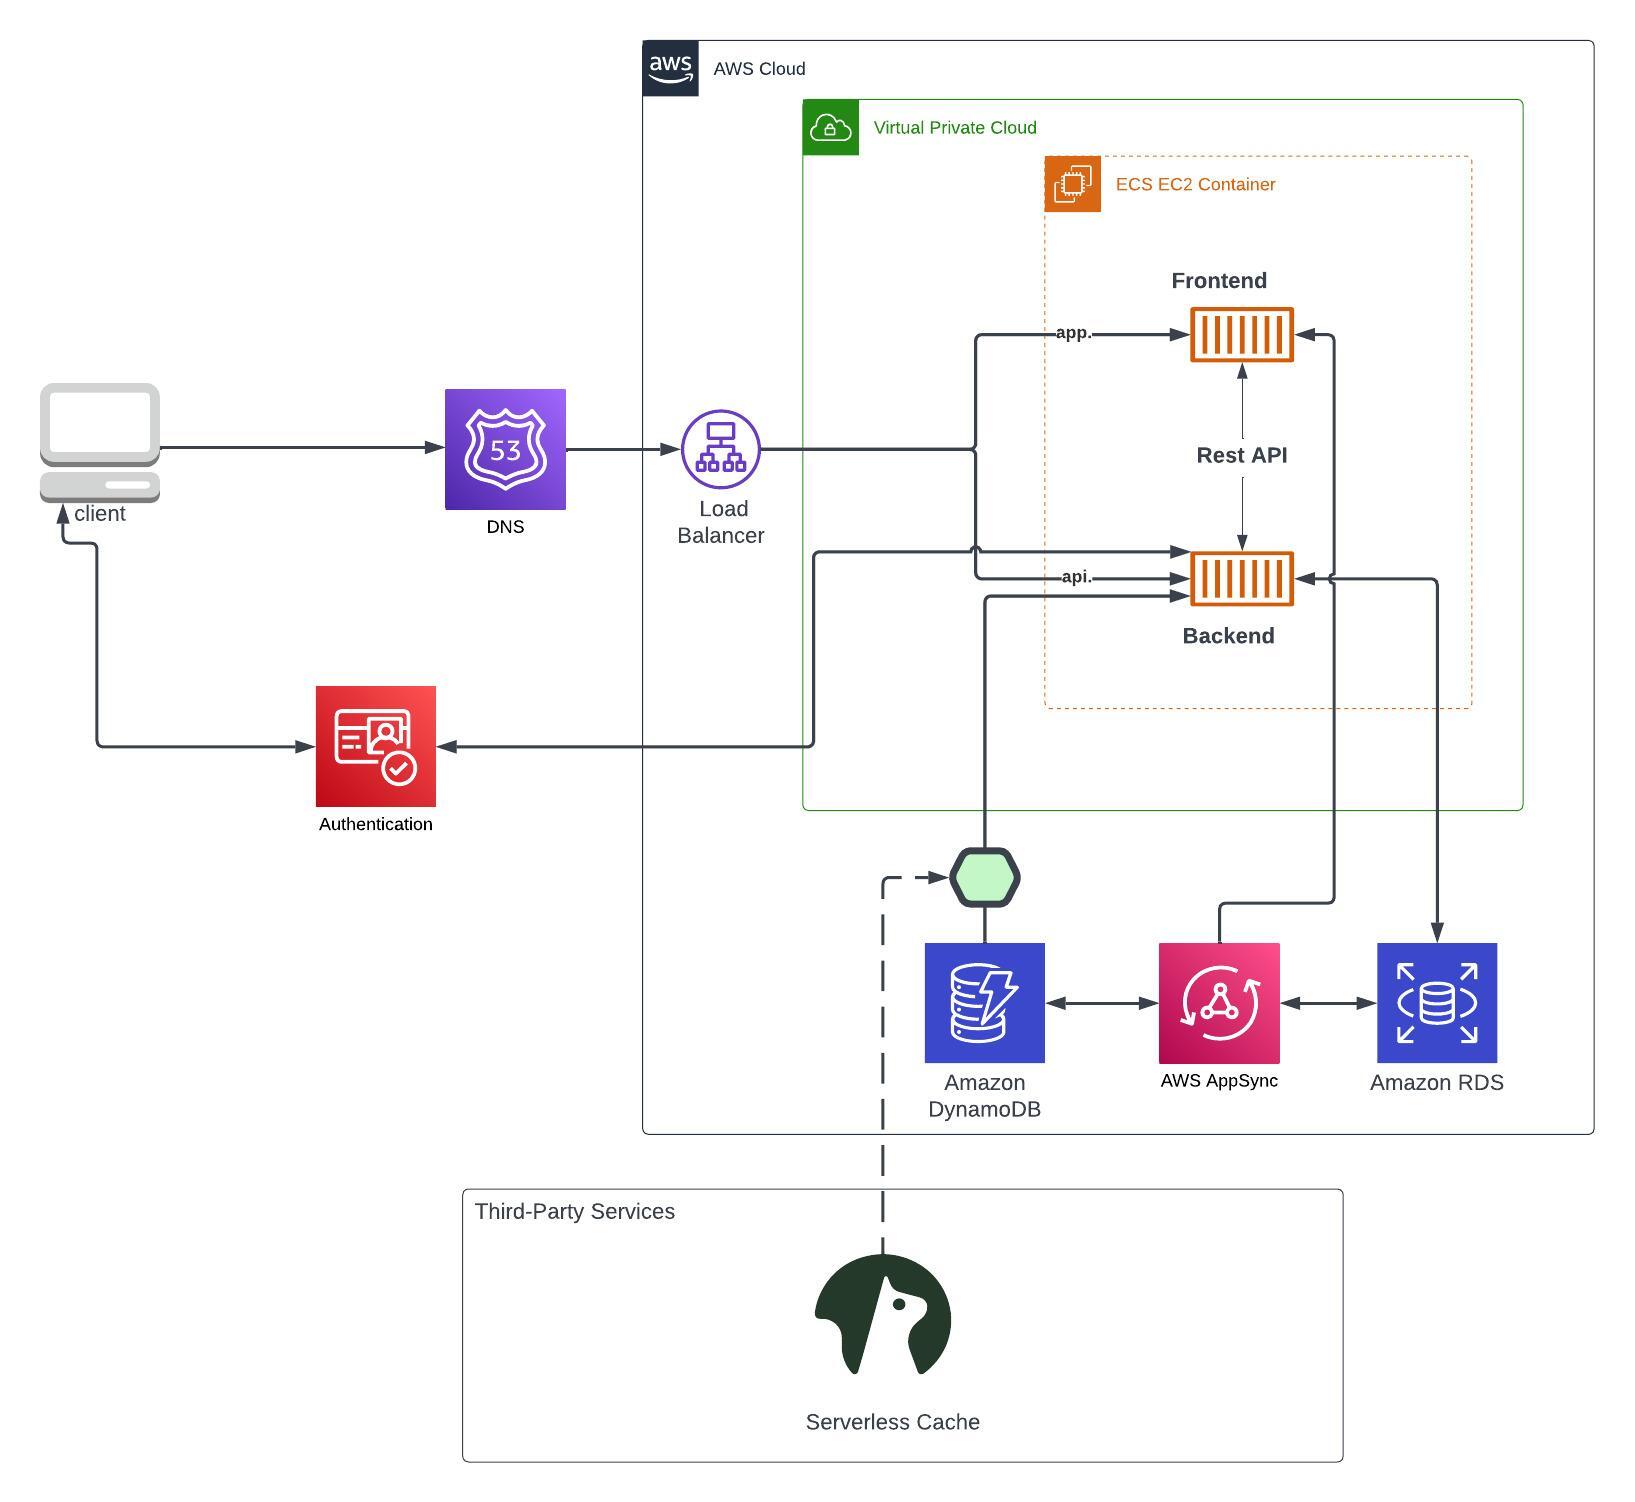 aws
AWS Cloud
Virtual Private Cloud
ECS EC2 Container
Frontend
app.
53
Rest API
client
DNS
Load
Balancer
api.
Backend
Authentication
Amazon
DynamoDB
AWS AppSync
Amazon RDS
Third-Party Services
Serverless Cache